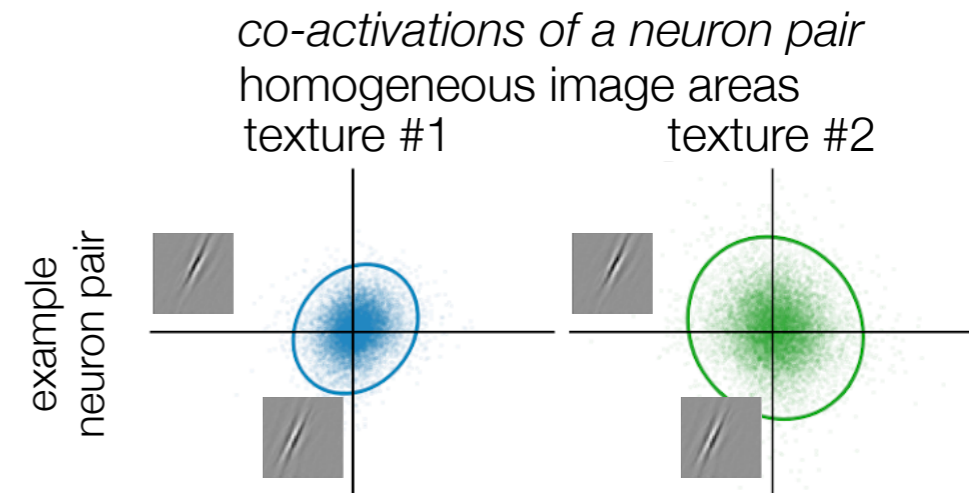 co-activations of a neuron pair
homogeneous image areas
texture #1
texture #2
example
neuron pair